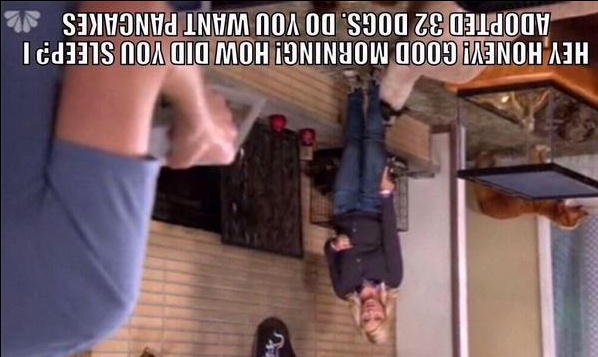 HEY HONEY! GOOD MORNING! HOW DID YOU SLEEP? I
ADOPTED 32 DOGS. DO YOU WANT PANCAKES